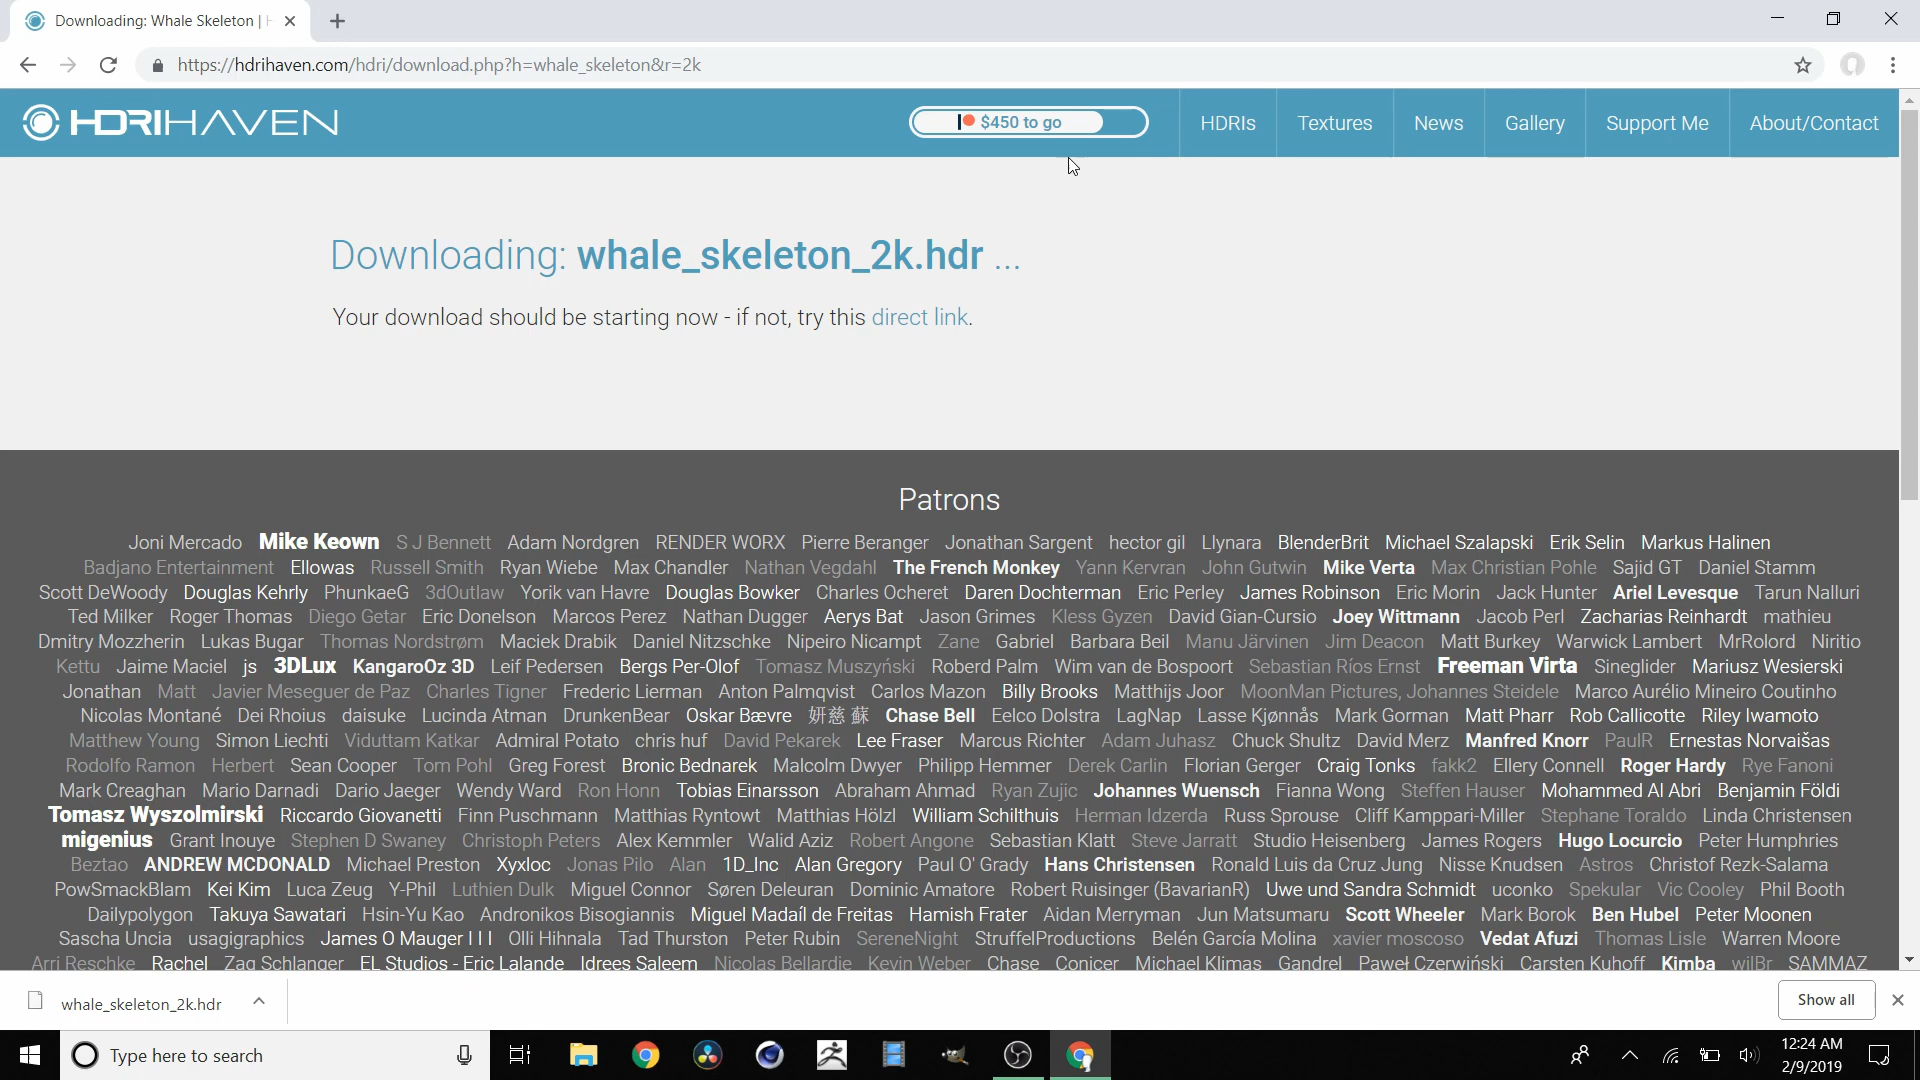 Downloading: Whale Skeleton |
https://hdrihaven.com/hdri/download.php?h=whale_skeleton&r=2k
HDRIHAVEN
$450 to go
HDRIs
Textures
News
Gallery
Support Me
About/Contact
Downloading: whale_skeleton_2k.hdr ...
Your download should be starting now - if not, try this direct link.
Patrons
Joni Mercado Mike Keown S J Bennett Adam Nordgren RENDER WORX Pierre Beranger Jonathan Sargent hector gil Llynara BlenderBrit Michael Szalapski Erik Selin Markus Halinen
Badjano Entertainment Ellowas Russell Smith Ryan Wiebe Max Chandler Nathan Vegdahl The French Monkey Yann Kervran John Gutwin Mike Verta Max Christian Pohle Sajid GT Daniel Stamm
Scott DeWoody Douglas Kehrly PhunkaeG 3dOutlaw Yorik van Havre Douglas Bowker Charles Ocheret Daren Dochterman Eric Perley James Robinson Eric Morin Jack Hunter Ariel Levesque Tarun Nalluri
Ted Milker Roger Thomas Diego Getar Eric Donelson Marcos Perez Nathan Dugger Aerys Bat Jason Grimes Kless Gyzen David Gian-Cursio Joey Wittmann Jacob Perl Zacharias Reinhardt mathieu
Dmitry Mozzherin Lukas Bugar Thomas Nordstrøm Maciek Drabik Daniel Nitzschke Nipeiro Nicampt Zane Gabriel Barbara Beil Manu Järvinen Jim Deacon Matt Burkey Warwick Lambert MrRolord Niritio
Kettu Jaime Maciel js 3DLux KangaroOz 3D Leif Pedersen Bergs Per-Olof Tomasz Muszyński Roberd Palm Wim van de Bospoort Sebastian Ríos Ernst Freeman Virta Sineglider Mariusz Wesierski
Jonathan Matt Javier Meseguer de Paz Charles Tigner Frederic Lierman Anton Palmqvist Carlos Mazon Billy Brooks Matthijs Joor MoonMan Pictures, Johannes Steidele Marco Aurélio Mineiro Coutinho
Nicolas Montané Dei Rhoius daisuke Lucinda Atman DrunkenBear Oskar Bævre 妍慈 蘇 Chase Bell Eelco Dolstra LagNap Lasse Kjønnås Mark Gorman Matt Pharr Rob Callicotte Riley Iwamoto
Matthew Young Simon Liechti Viduttam Katkar Admiral Potato chris huf David Pekarek Lee Fraser Marcus Richter Adam Juhasz Chuck Shultz David Merz Manfred Knorr PaulR Ernestas Norvaišas
Rodolfo Ramon Herbert Sean Cooper Tom Pohl Greg Forest Bronic Bednarek Malcolm Dwyer Philipp Hemmer Derek Carlin Florian Gerger Craig Tonks fakk2 Ellery Connell Roger Hardy Rye Fanoni
Mark Creaghan Mario Darnadi Dario Jaeger Wendy Ward Ron Honn Tobias Einarsson Abraham Ahmad Ryan Zujic Johannes Wuensch Fianna Wong Steffen Hauser Mohammed Al Abri Benjamin Földi
Tomasz Wyszolmirski Riccardo Giovanetti Finn Puschmann Matthias Ryntowt Matthias Hölzl William Schilthuis Herman Idzerda Russ Sprouse Cliff Kamppari-Miller Stephane Toraldo Linda Christensen
migenius Grant Inouye Stephen D Swaney Christoph Peters Alex Kemmler Walid Aziz Robert Angone Sebastian Klatt Steve Jarratt Studio Heisenberg James Rogers Hugo Locurcio Peter Humphries
Beztao ANDREW MCDONALD Michael Preston Xyxloc Jonas Pilo Alan 1D_Inc Alan Gregory Paul O' Grady Hans Christensen Ronald Luis da Cruz Jung Nisse Knudsen Astros Christof Rezk-Salama
PowSmackBlam Kei Kim Luca Zeug Y-Phil Luthien Dulk Miguel Connor Søren Deleuran Dominic Amatore Robert Ruisinger (BavarianR) Uwe und Sandra Schmidt uconko Spekular Vic Cooley Phil Booth
Dailypolygon Takuya Sawatari Hsin-Yu Kao Andronikos Bisogiannis Miguel Madaíl de Freitas Hamish Frater Aidan Merryman Jun Matsumaru Scott Wheeler Mark Borok Ben Hubel Peter Moonen
Sascha Uncia usagigraphics James O Mauger I I I Olli Hihnala Tad Thurston Peter Rubin SereneNight StruffelProductions Belén García Molina xavier moscoso Vedat Afuzi Thomas Lisle Warren Moore
Arri Reschke Rachel Zag Schlanger EL Studios - Eric Lalande Idrees Saleem Nicolas Bellardie Kevin Weber Chase Conicer Michael Klimas Gandrel Paweł Czerwiński Carsten Kuhoff Kimba wilBr SAMMAZ
whale_skeleton_2k.hdr
Show all
Type here to search
12:24 AM
2/9/2019